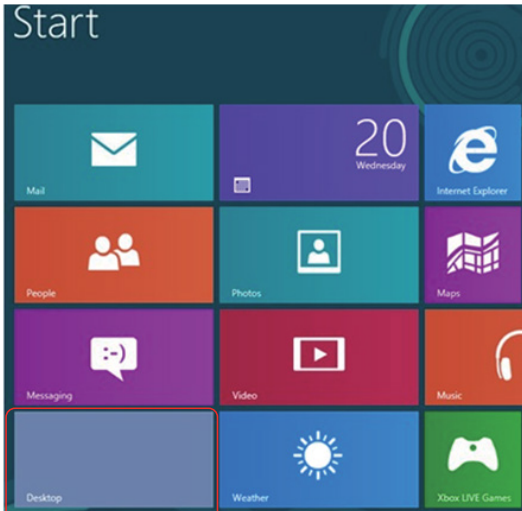 Start
20
Wednesday
Mail
Internet Explorer
People
Photos
Maps
:-)
Messaging
Video
Music
Desktop
Weather
Xbox LIVE Games